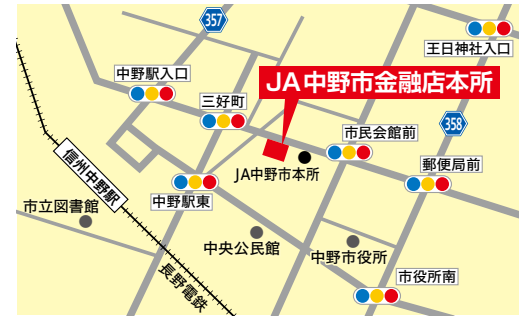 357
王日神社入口
中野駅入口
JA中野市金融店本所
三好町
358
市民会館前
郵便局前
JA中野市本所
信州中野駅
中野駅東
市立図書館
中央公民館
中野市役所
長野電鉄
市役所南